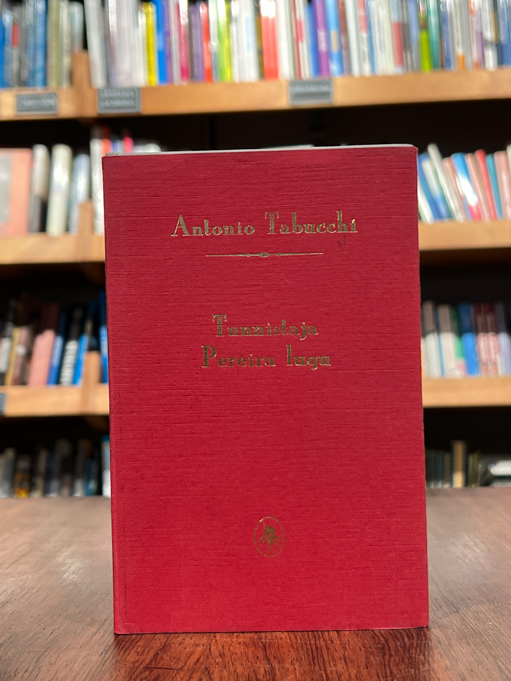 Antonio Tabucchi
Tunnistaja
Pereira lugu